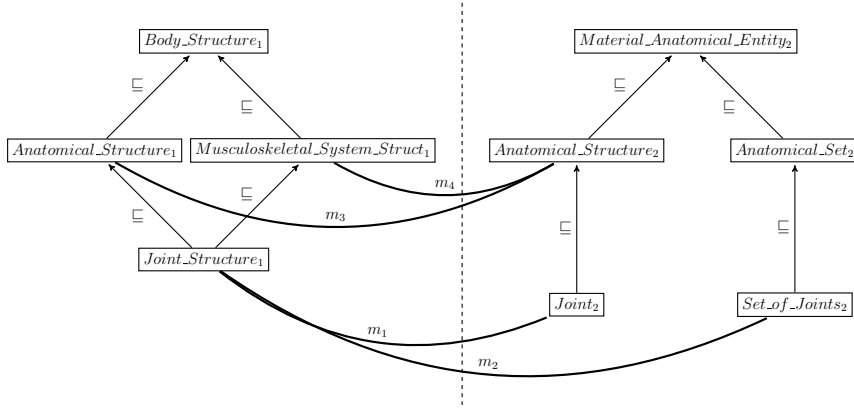 Body_Structure₁ Material_Anatomical_Entity₂
⊑ ⊑ ⊑ ⊑
Anatomical_Structure₁ Musculoskeletal_System_Struct₁ Anatomical_Structure₂ Anatomical_Set₂
m₄
⊑ ⊑ m₃ ⊑ ⊑
Joint_Structure₁
Joint₂ Set_of_Joints₂
m₁
m₂